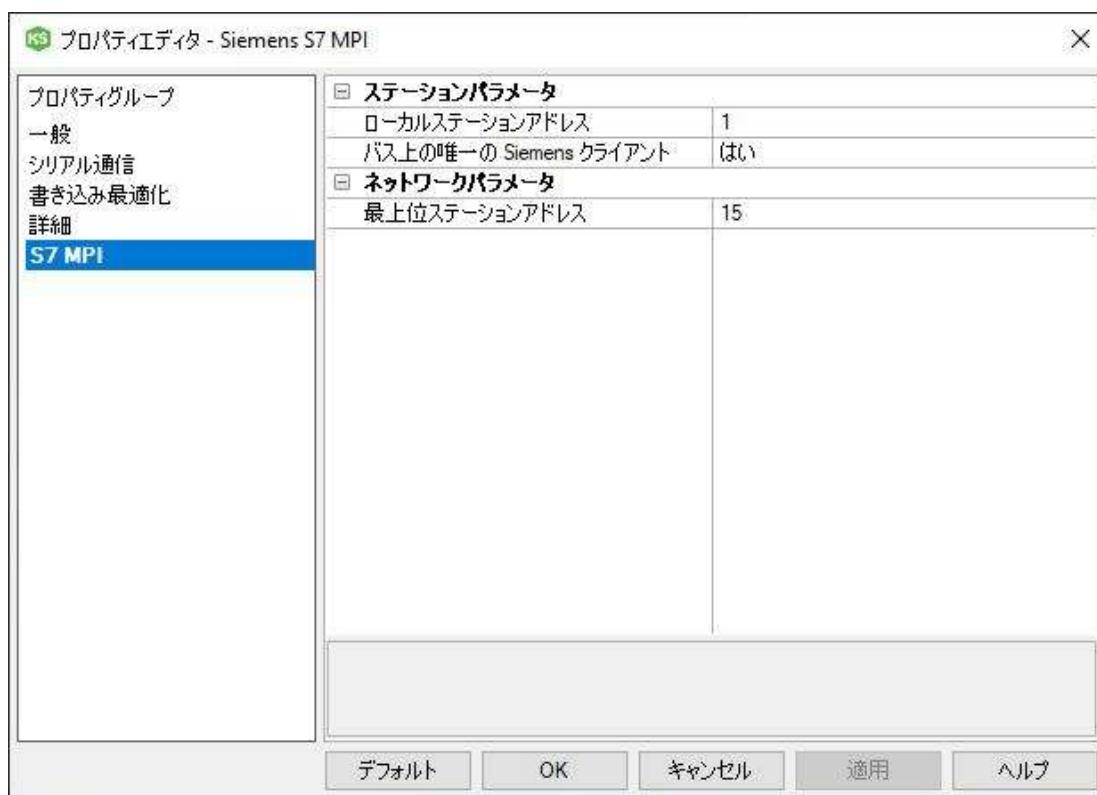 KS プロパティエディタ - Siemens S7 MPI
プロパティグループ
一般
シリアル通信
書き込み最適化
詳細
S7 MPI
ステーションパラメータ
ローカルステーションアドレス 1
バス上の唯一の Siemens クライアント はい
ネットワークパラメータ
最上位ステーションアドレス 15
デフォルト OK キャンセル 適用 ヘルプ